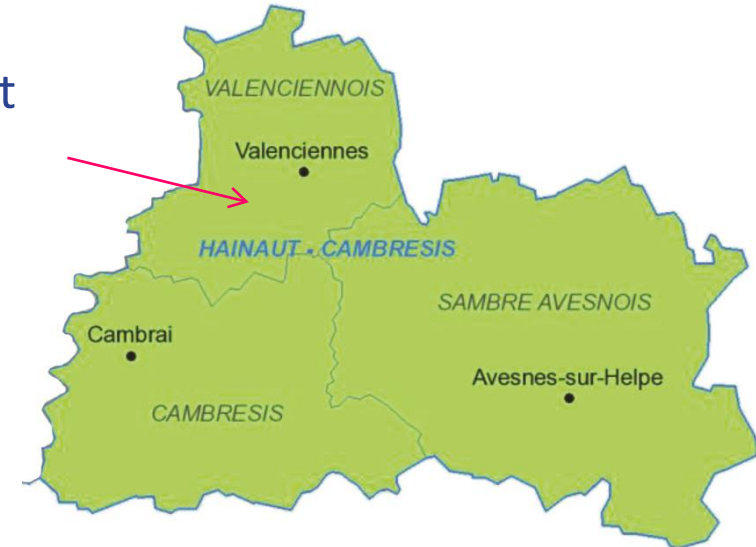 t
VALENCIENNOIS
Valenciennes
HAINAUT - CAMBRESIS
SAMBRE AVESNOIS
Cambrai
Avesnes-sur-Helpe
CAMBRESIS